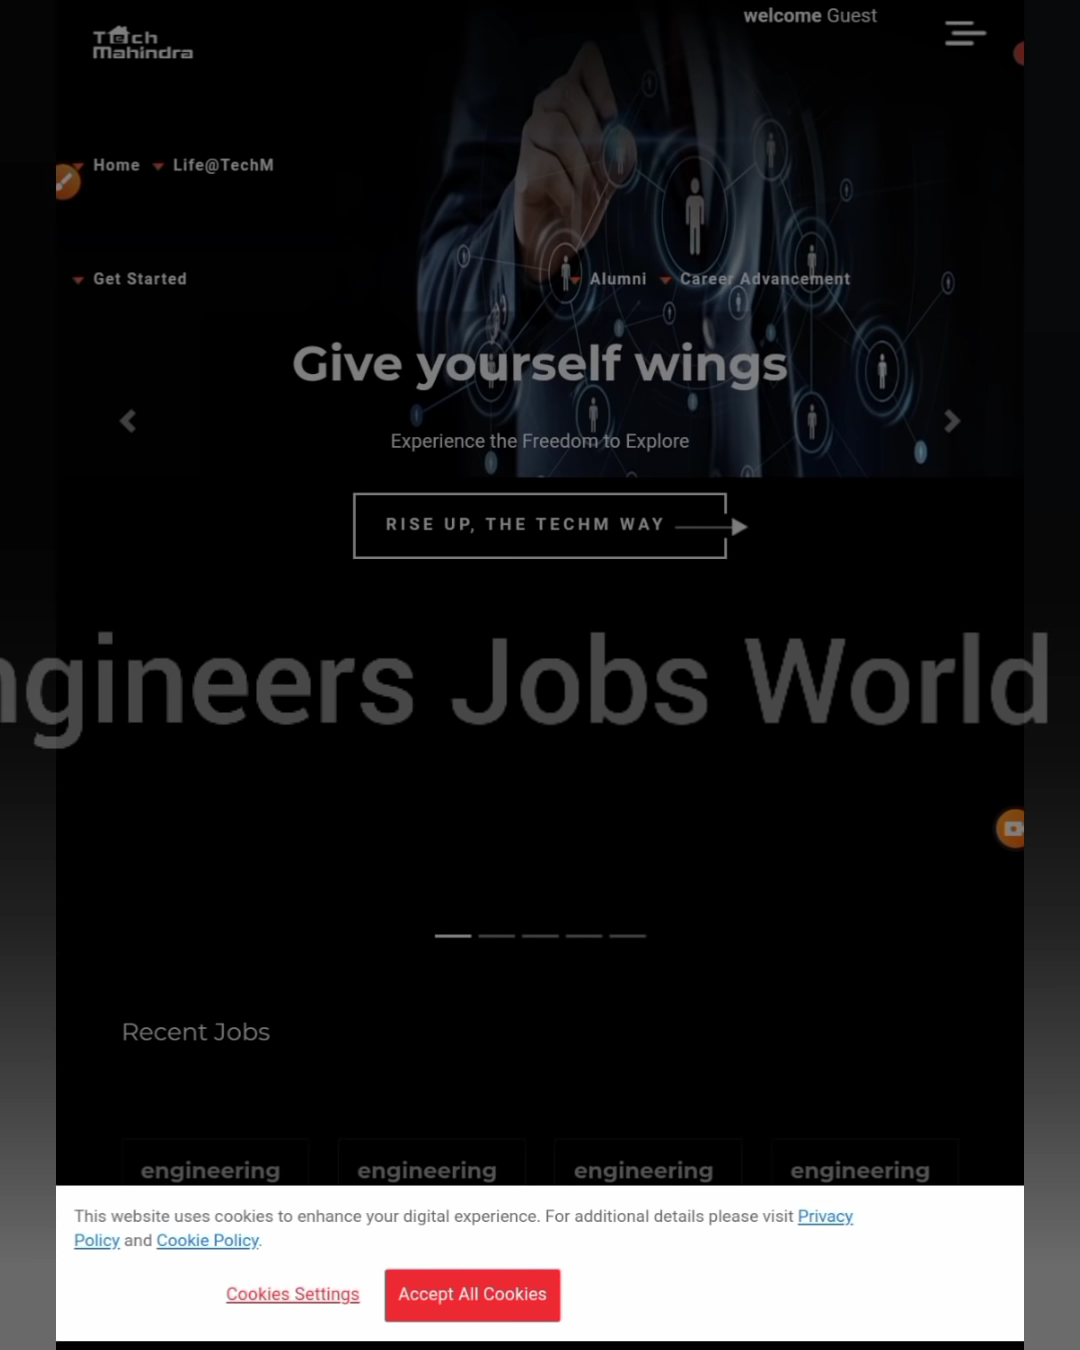 welcome Guest
Tech
Mahindra
Home Life@TechM
Get Started Alumni Career Advancement
Give yourself wings
Experience the Freedom to Explore
RISE UP, THE TECHM WAY
ngineers Jobs World
Recent Jobs
engineering engineering engineering engineering
This website uses cookies to enhance your digital experience. For additional details please visit Privacy
Policy and Cookie Policy.
Cookies Settings Accept All Cookies